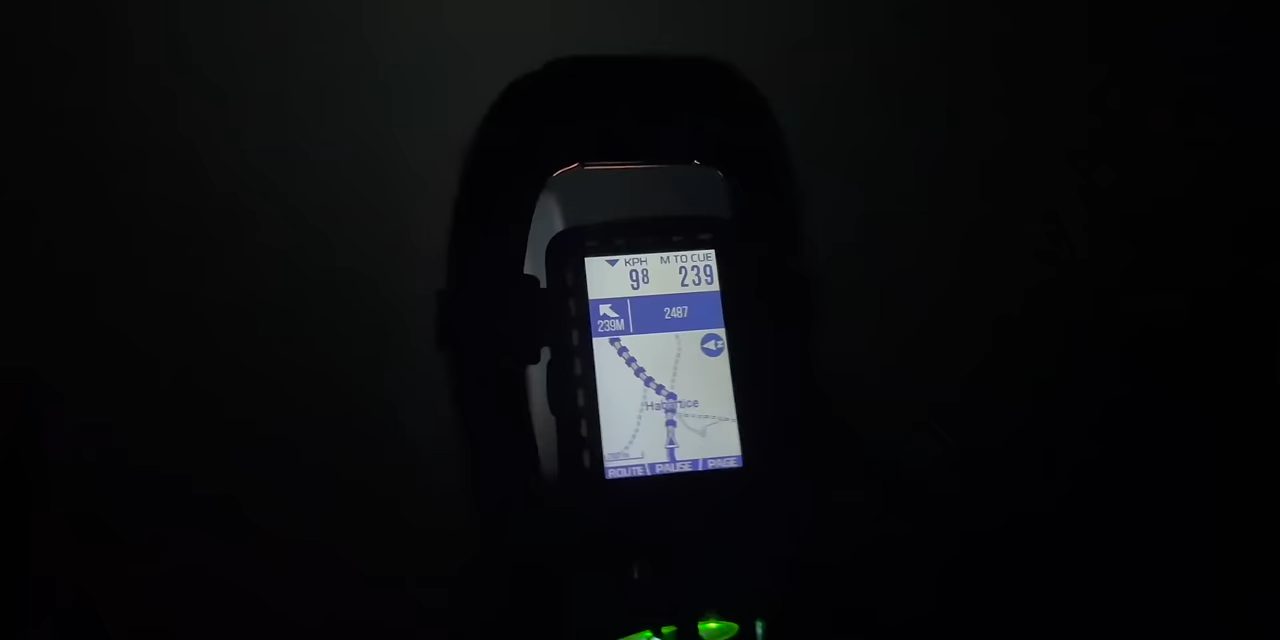 KPH M TO CUE
98 239
239M 2487
N
ROUTE PAUSE PAGE